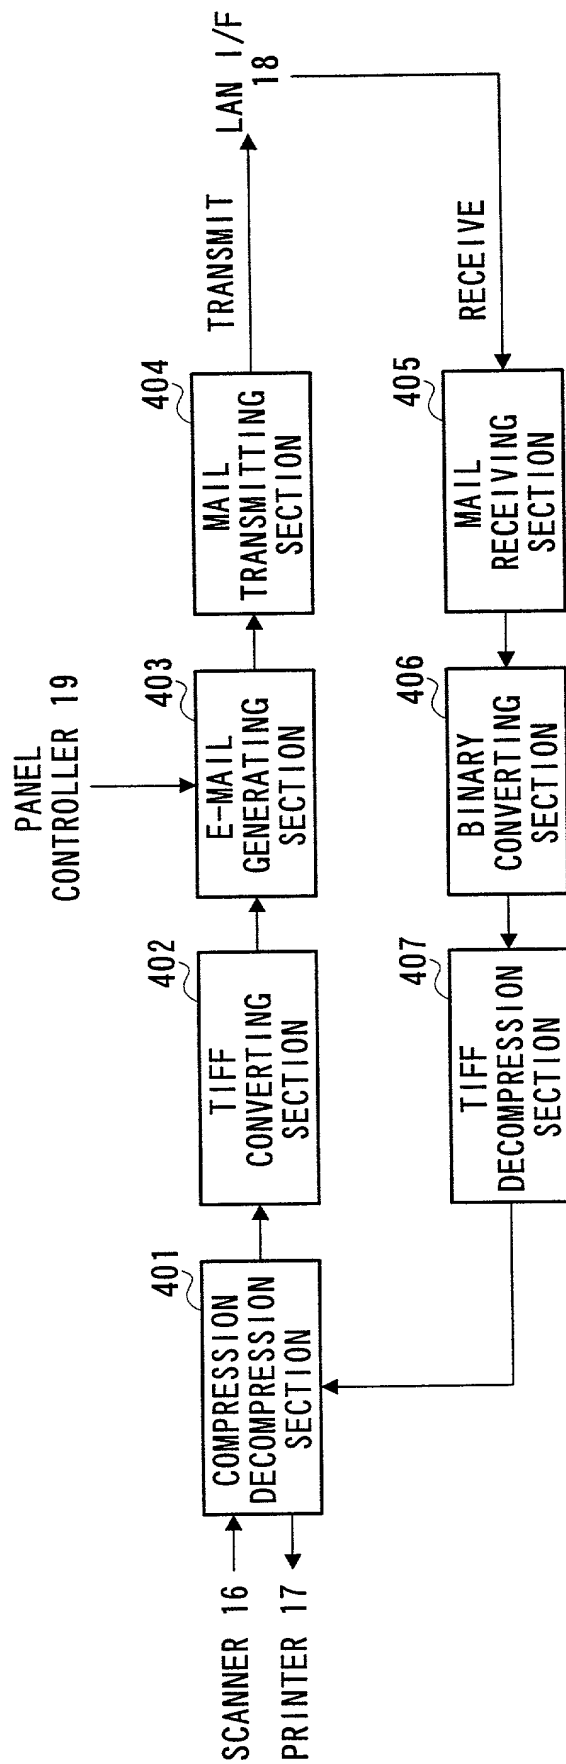 PANEL
CONTROLLER 19
SCANNER 16
PRINTER 17
401
COMPRESSION
DECOMPRESSION
SECTION
402
TIFF
CONVERTING
SECTION
403
E-MAIL
GENERATING
SECTION
404
MAIL
TRANSMITTING
SECTION
TRANSMIT
LAN I/F
18
RECEIVE
405
MAIL
RECEIVING
SECTION
406
BINARY
CONVERTING
SECTION
407
TIFF
DECOMPRESSION
SECTION